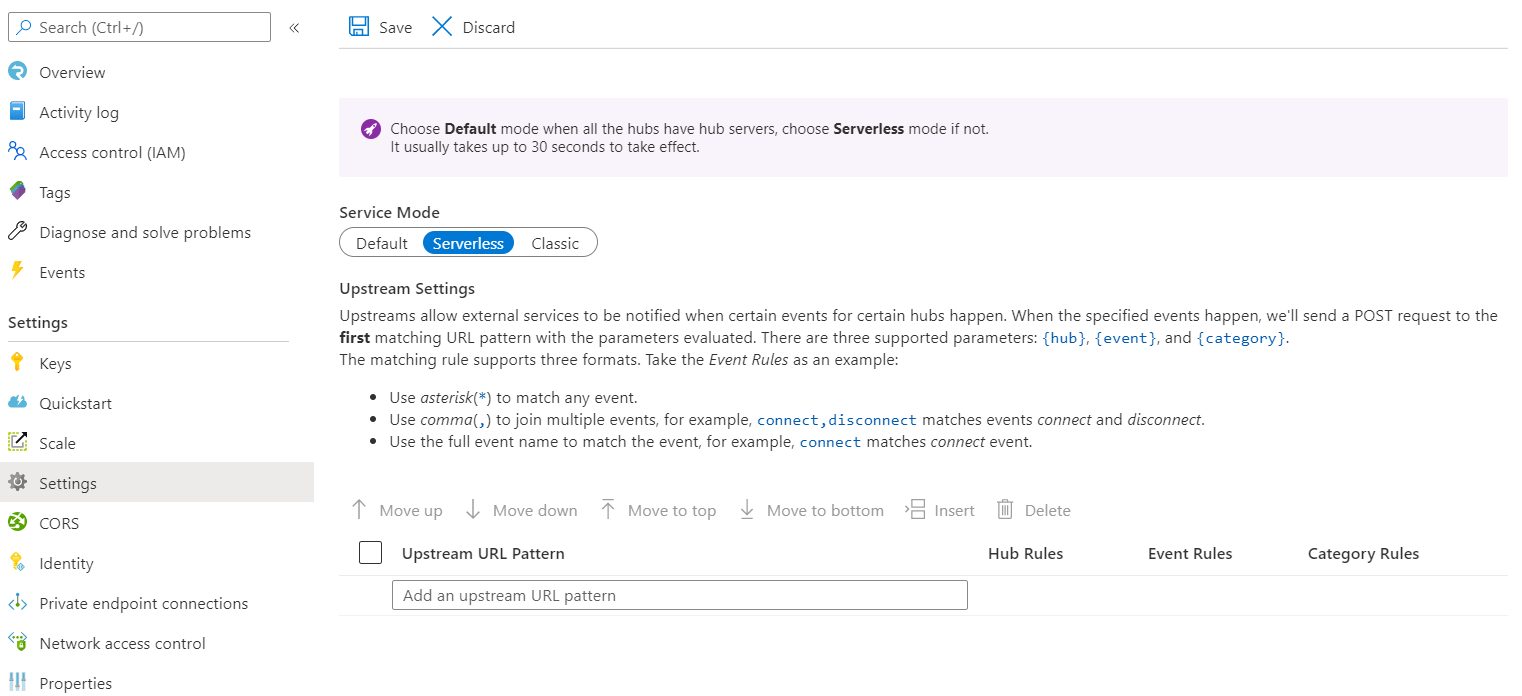 Search (Ctrl+/)
«
Overview
Activity log
Access control (IAM)
Tags
Diagnose and solve problems
Events
Settings
Keys
Quickstart
Scale
Settings
CORS
Identity
Private endpoint connections
Network access control
Properties
Save Discard
Choose Default mode when all the hubs have hub servers, choose Serverless mode if not.
It usually takes up to 30 seconds to take effect.
Service Mode
Default Serverless Classic
Upstream Settings
Upstreams allow external services to be notified when certain events for certain hubs happen. When the specified events happen, we'll send a POST request to the
first matching URL pattern with the parameters evaluated. There are three supported parameters: {hub}, {event}, and {category}.
The matching rule supports three formats. Take the Event Rules as an example:
• Use asterisk(*) to match any event.
• Use comma(,) to join multiple events, for example, connect,disconnect matches events connect and disconnect.
• Use the full event name to match the event, for example, connect matches connect event.
Move up Move down Move to top Move to bottom Insert Delete
Upstream URL Pattern Hub Rules Event Rules Category Rules
Add an upstream URL pattern